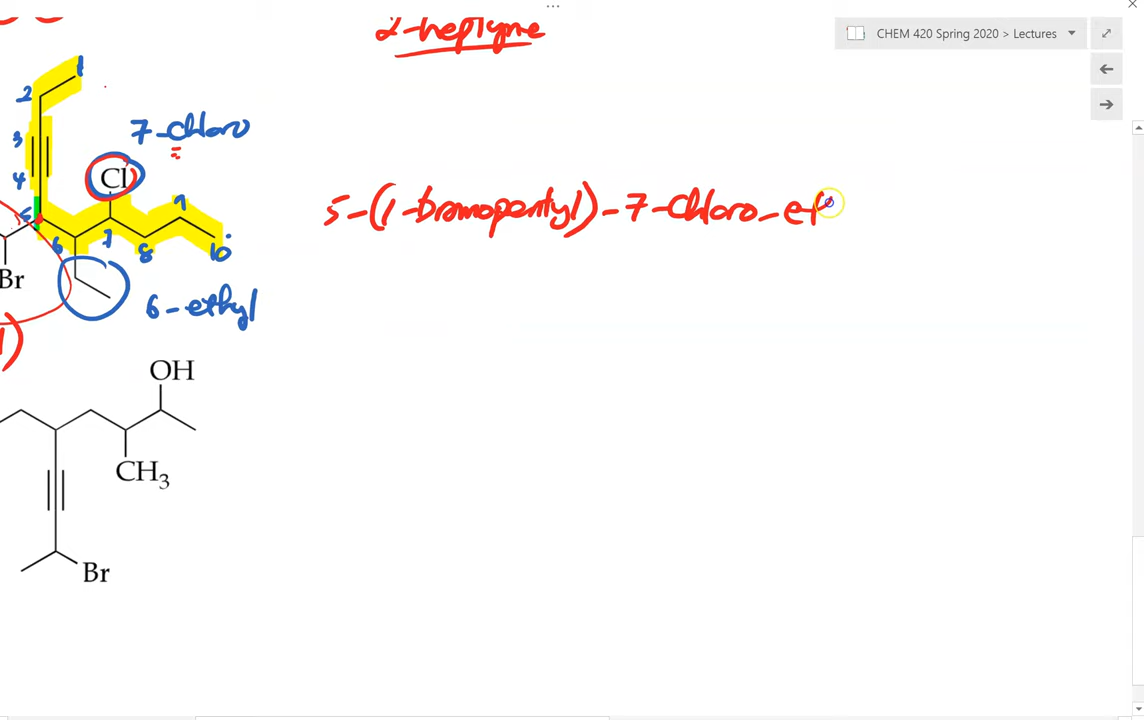 2-heptyne
CHEM 420 Spring 2020 > Lectures
1
2
3
7-chloro
4
Cl
5
9
5-(1-bromopentyl)-7-chloro-et
6
7
8
10
Br
6-ethyl
1)
OH
CH3
Br